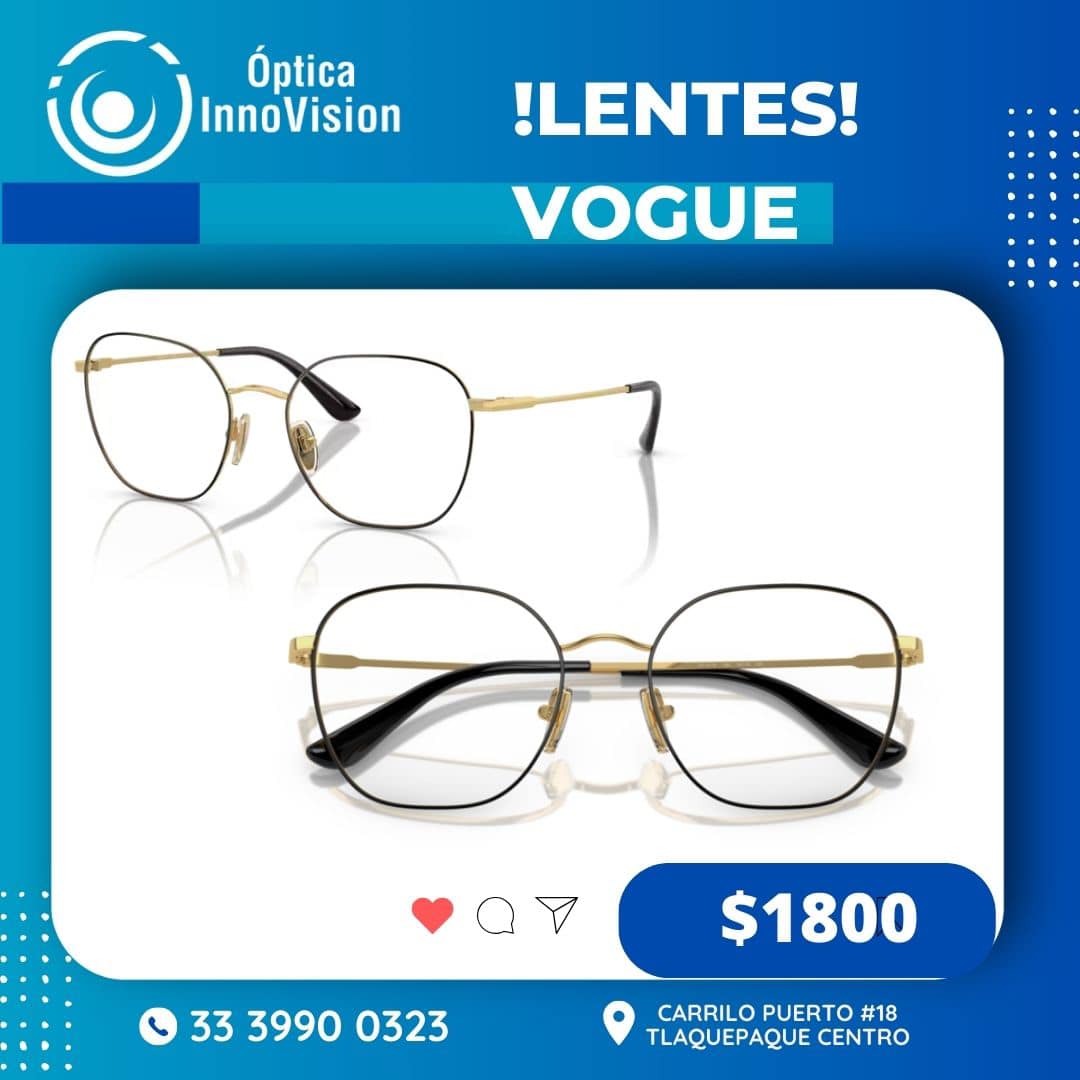 Óptica
InnoVision
!LENTES!
VOGUE
$1800
33 3990 0323
CARRILO PUERTO #18
TLAQUEPAQUE CENTRO